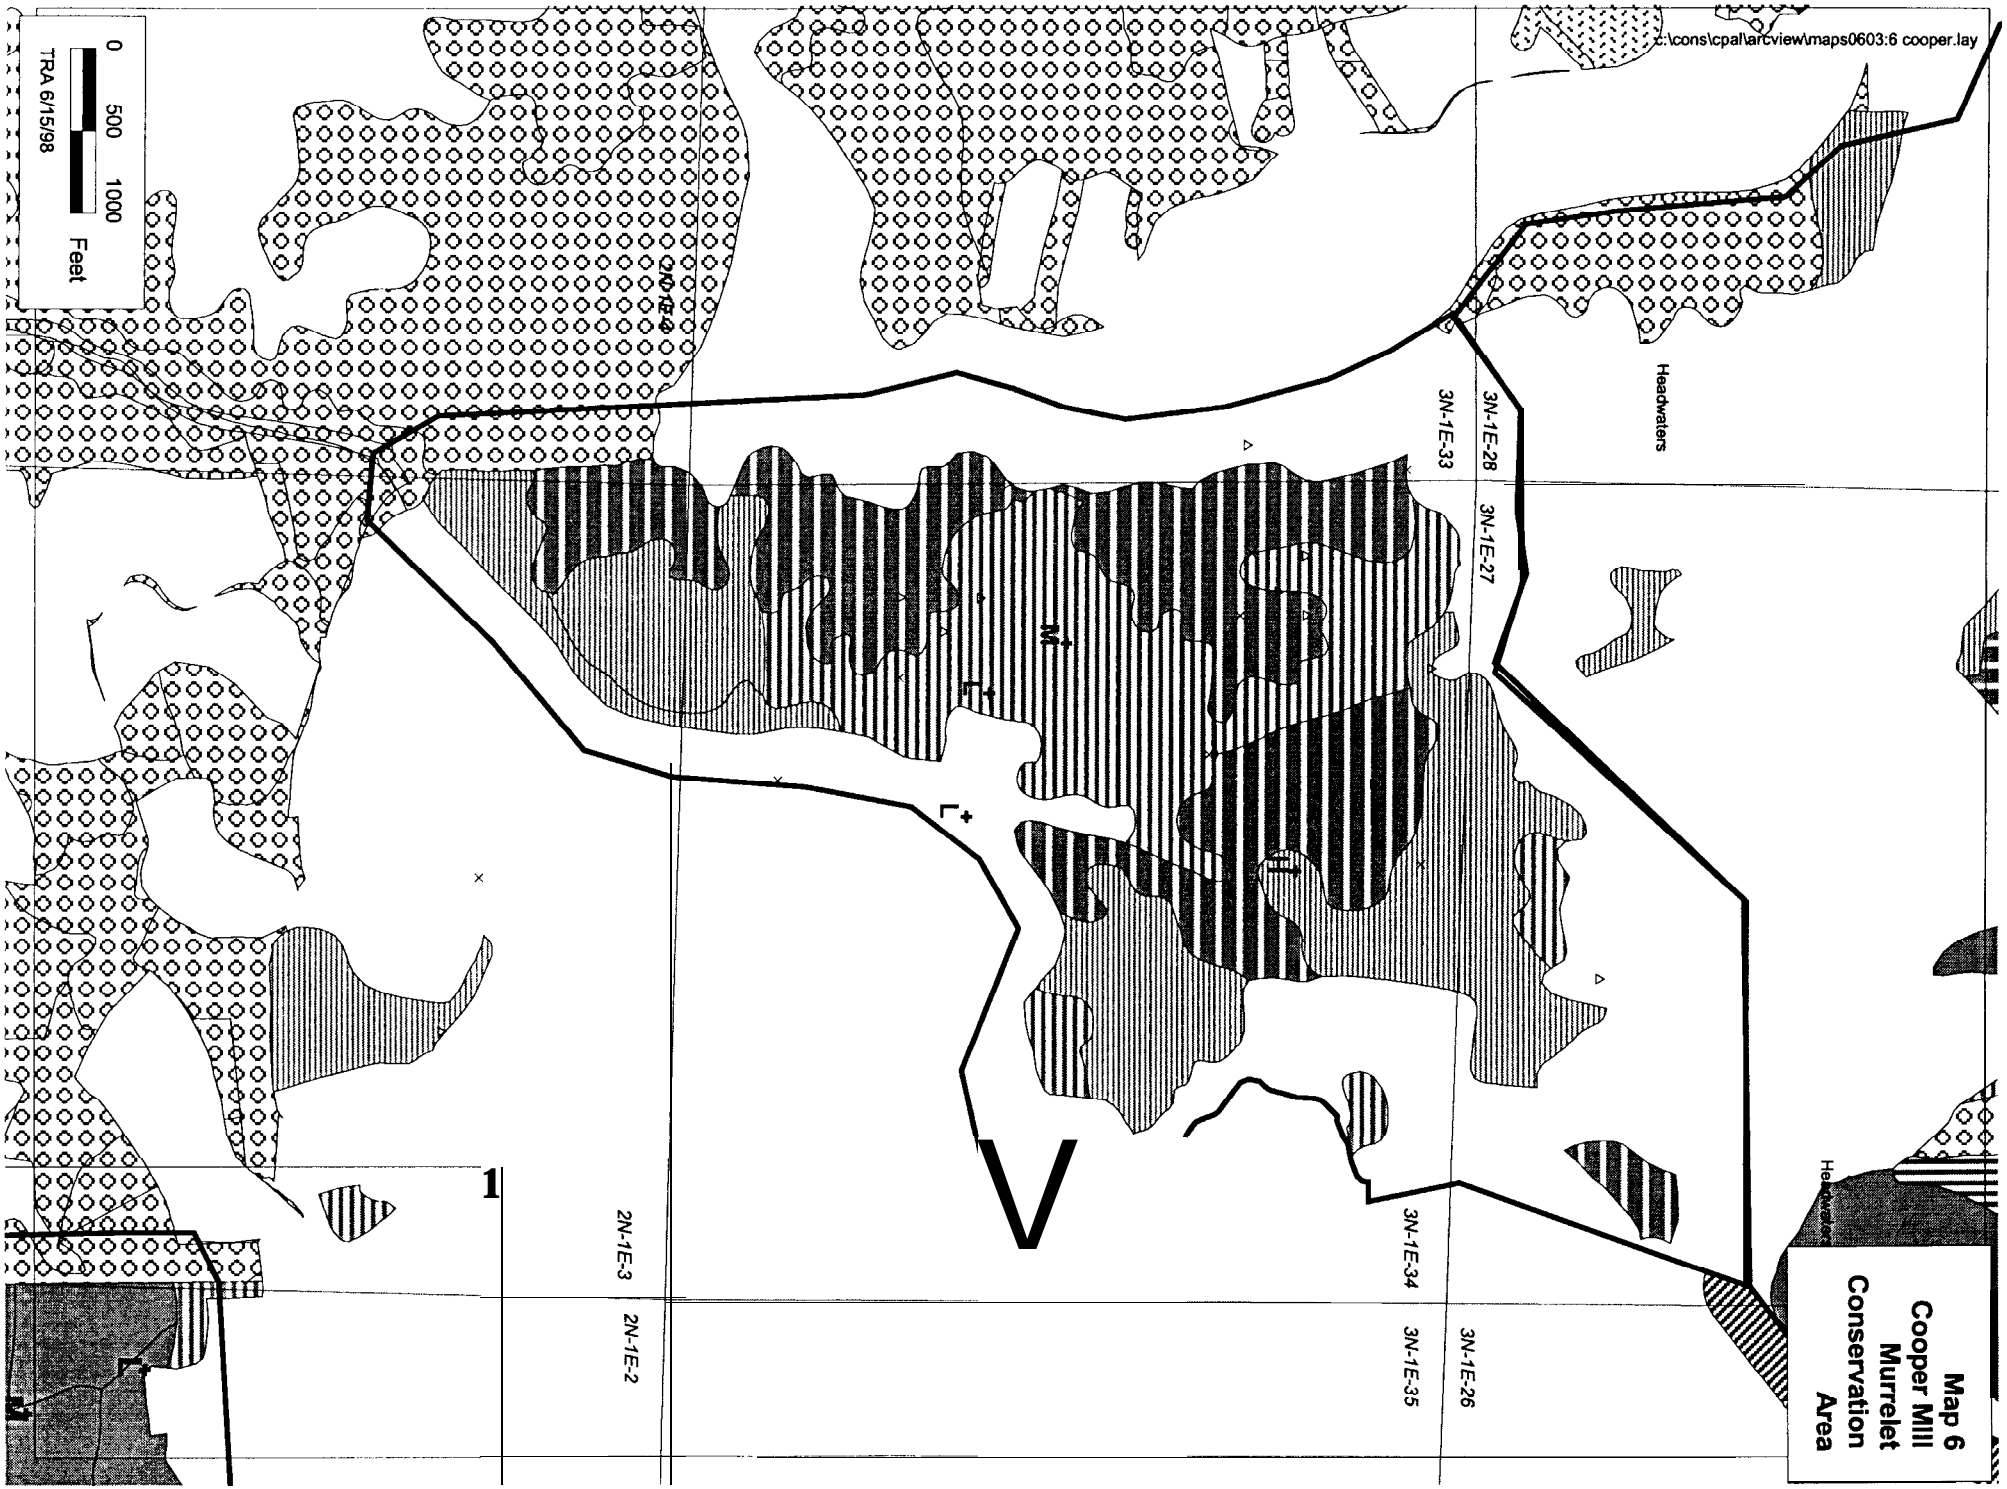 c:\cons\cpal\arcview\maps0603:6 cooper.lay
Map 6
Cooper Mill
Murrelet
Conservation
Area
Headwaters
Headwaters
3N-1E-28
3N-1E-27
3N-1E-33
3N-1E-26
3N-1E-34
3N-1E-35
2N-1E-3
2N-1E-2
M
L
L
H
L
M
V
1
0 500 1000 Feet
TRA 6/15/98